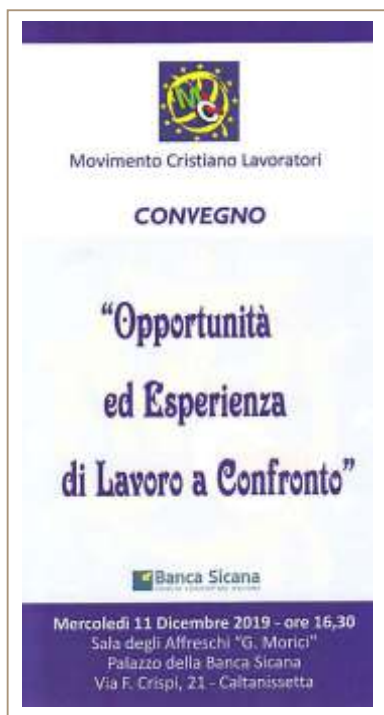 MCL
Movimento Cristiano Lavoratori
CONVEGNO
“Opportunità
ed Esperienza
di Lavoro a Confronto”
Banca Sicana
Mercoledì 11 Dicembre 2019 - ore 16,30
Sala degli Affreschi "G. Morici"
Palazzo della Banca Sicana
Via F. Crispi, 21 - Caltanissetta